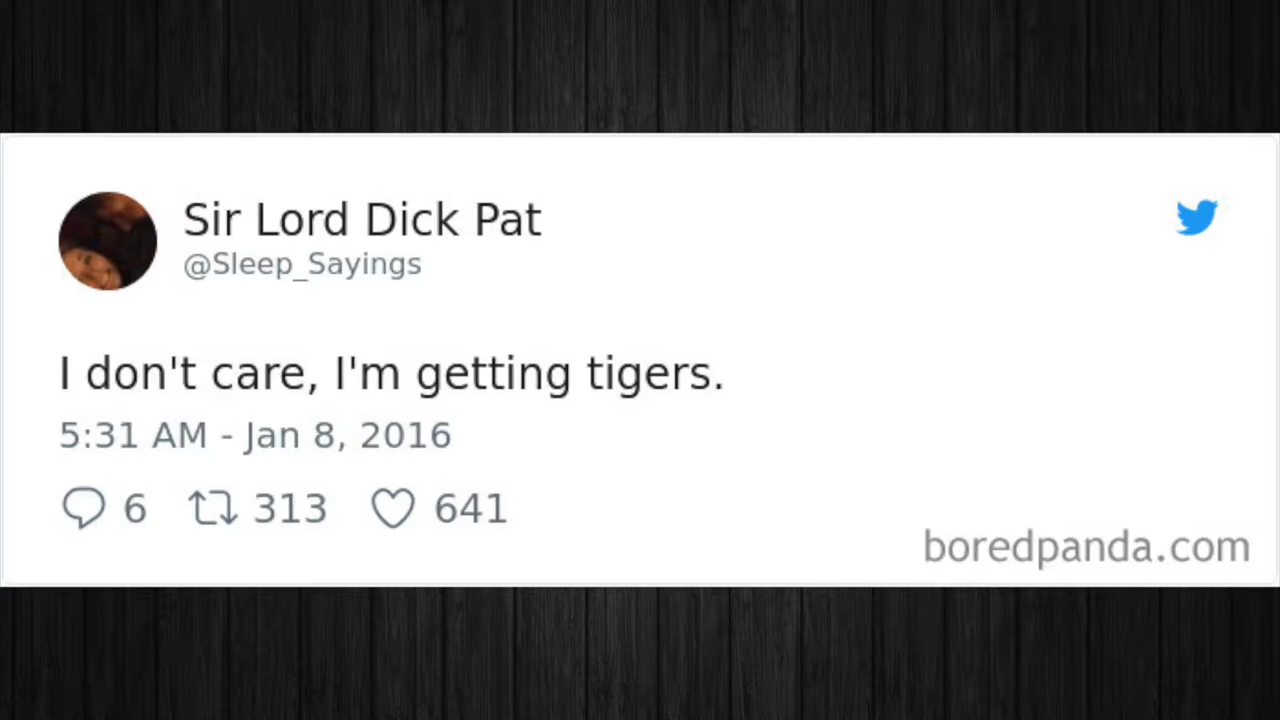 Sir Lord Dick Pat
@Sleep_Sayings
I don't care, I'm getting tigers.
5:31 AM - Jan 8, 2016
6 313 641
boredpanda.com